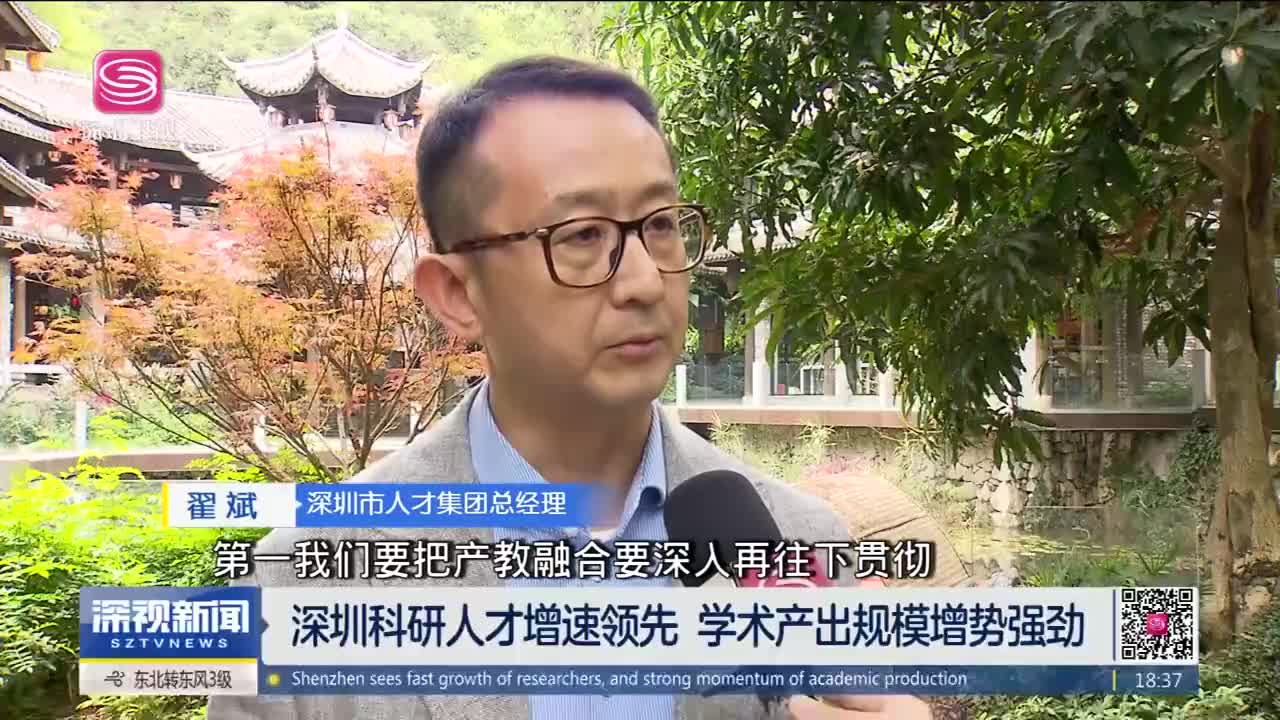 翟斌
深圳市人才集团总经理
第一我们要把产教融合要深入再往下贯彻
深视新闻
SZTVNEWS
深圳科研人才增速领先 学术产出规模增势强劲
东北转东风3级
Shenzhen sees fast growth of researchers, and strong momentum of academic production
18:37